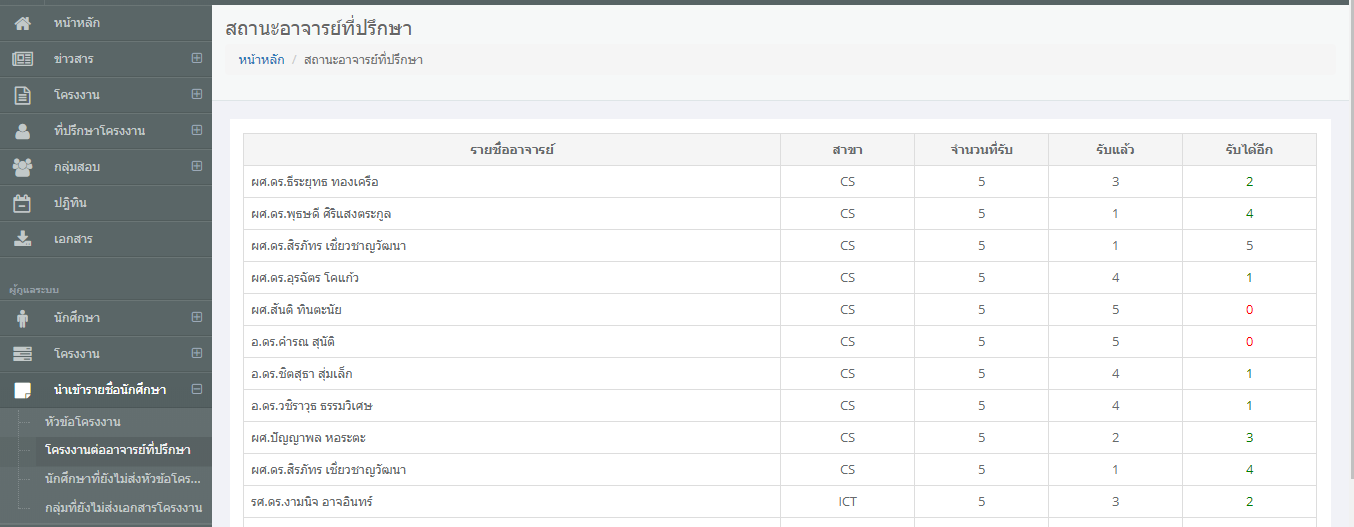 หน้าหลัก
ข่าวสาร
โครงงาน
ที่ปรึกษาโครงงาน
กลุ่มสอบ
ปฏิทิน
เอกสาร
ผู้ดูแลระบบ
นักศึกษา
โครงงาน
นำเข้ารายชื่อนักศึกษา
หัวข้อโครงงาน
โครงงานต่ออาจารย์ที่ปรึกษา
นักศึกษาที่ยังไม่ส่งหัวข้อโคร...
กลุ่มที่ยังไม่ส่งเอกสารโครงงาน
สถานะอาจารย์ที่ปรึกษา
หน้าหลัก / สถานะอาจารย์ที่ปรึกษา
รายชื่ออาจารย์ สาขา จำนวนที่รับ รับแล้ว รับได้อีก
ผศ.ดร.ธีระยุทธ ทองเครือ CS 5 3 2
ผศ.ดร.พุธษดี ศิริแสงตระกูล CS 5 1 4
ผศ.ดร.สิรภัทร เชี่ยวชาญวัฒนา CS 5 1 5
ผศ.ดร.อุรฉัตร โคแก้ว CS 5 4 1
ผศ.สันติ ทินตะนัย CS 5 5 0
อ.ดร.คำรณ สุนัติ CS 5 5 0
อ.ดร.ชิตสุธา สุ่มเล็ก CS 5 4 1
อ.ดร.วชิราวุธ ธรรมวิเศษ CS 5 4 1
ผศ.ปัญญาพล หอระตะ CS 5 2 3
ผศ.ดร.สิรภัทร เชี่ยวชาญวัฒนา CS 5 1 4
รศ.ดร.งามนิจ อาจอินทร์ ICT 5 3 2